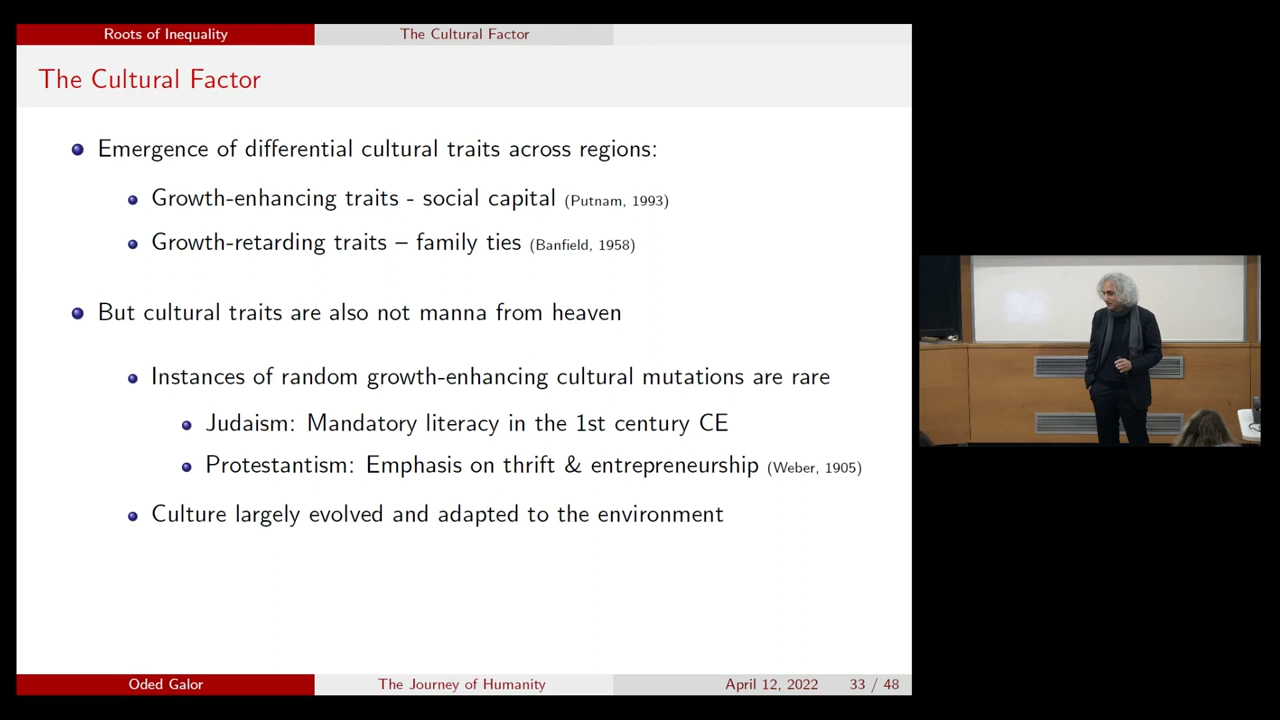 Roots of Inequality The Cultural Factor
The Cultural Factor
Emergence of differential cultural traits across regions:
Growth-enhancing traits - social capital (Putnam, 1993)
Growth-retarding traits – family ties (Banfield, 1958)
But cultural traits are also not manna from heaven
Instances of random growth-enhancing cultural mutations are rare
Judaism: Mandatory literacy in the 1st century CE
Protestantism: Emphasis on thrift & entrepreneurship (Weber, 1905)
Culture largely evolved and adapted to the environment
Oded Galor The Journey of Humanity April 12, 2022 33 / 48